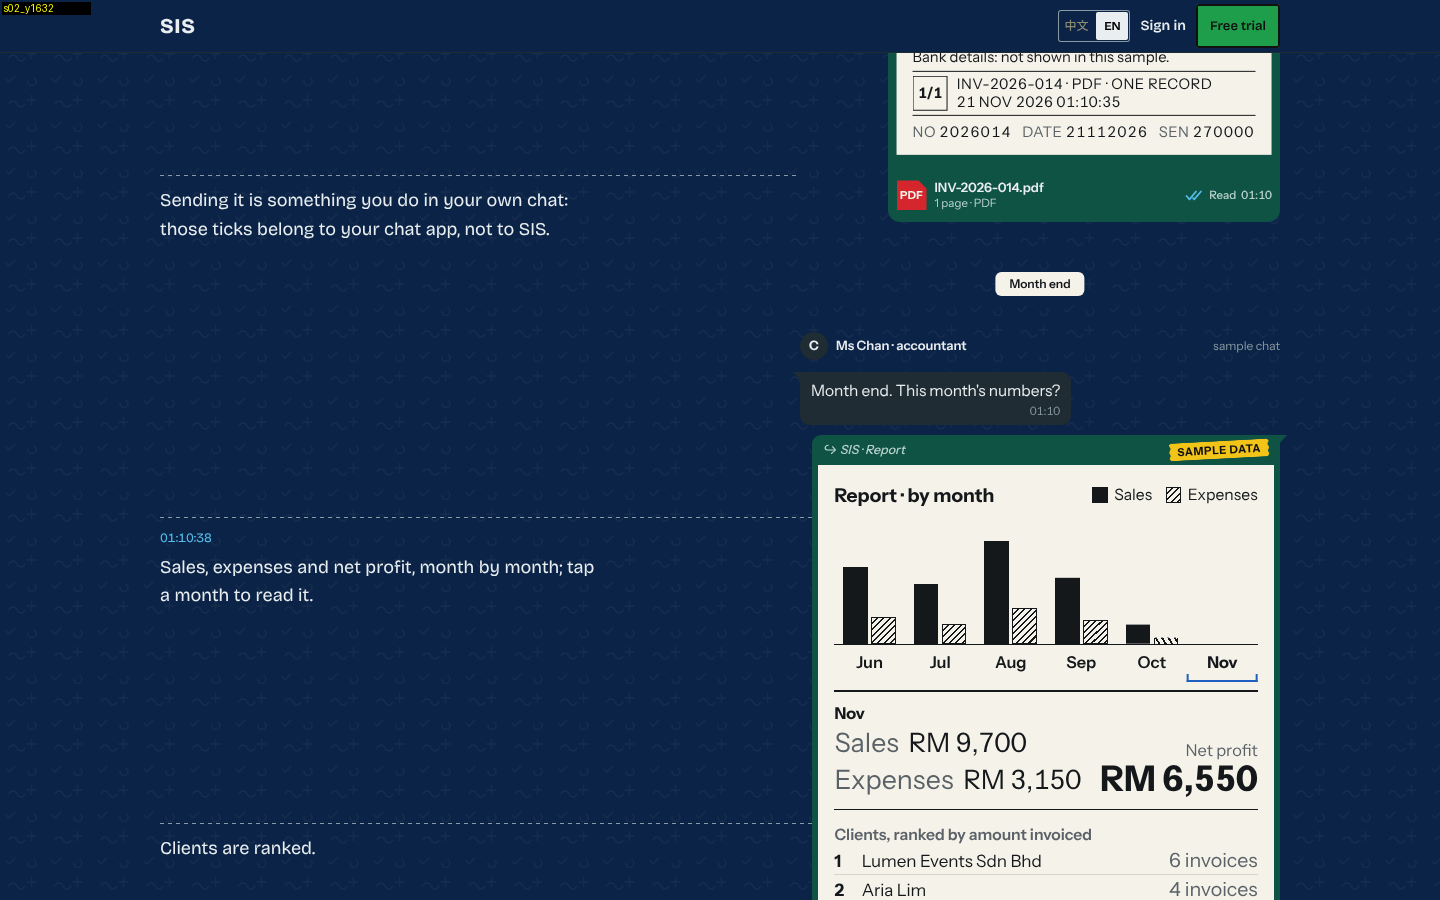 s02_y1632
SIS
中文 EN Sign in Free trial
Bank details: not shown in this sample.
1/1
INV-2026-014 · PDF · ONE RECORD
21 NOV 2026 01:10:35
NO 2026014 DATE 21112026 SEN 270000
PDF
INV-2026-014.pdf
1 page · PDF
Read 01:10
Sending it is something you do in your own chat:
those ticks belong to your chat app, not to SIS.
Month end
C Ms Chan · accountant
sample chat
Month end. This month's numbers?
01:10
SIS · Report
SAMPLE DATA
Report · by month
Sales Expenses
Jun Jul Aug Sep Oct Nov
01:10:38
Sales, expenses and net profit, month by month; tap
a month to read it.
Nov
Sales RM 9,700
Expenses RM 3,150
Net profit
RM 6,550
Clients are ranked.
Clients, ranked by amount invoiced
1 Lumen Events Sdn Bhd 6 invoices
2 Aria Lim 4 invoices